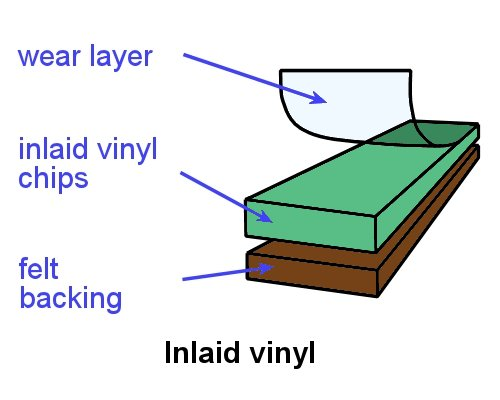 wear layer
inlaid vinyl
chips
felt
backing
Inlaid vinyl